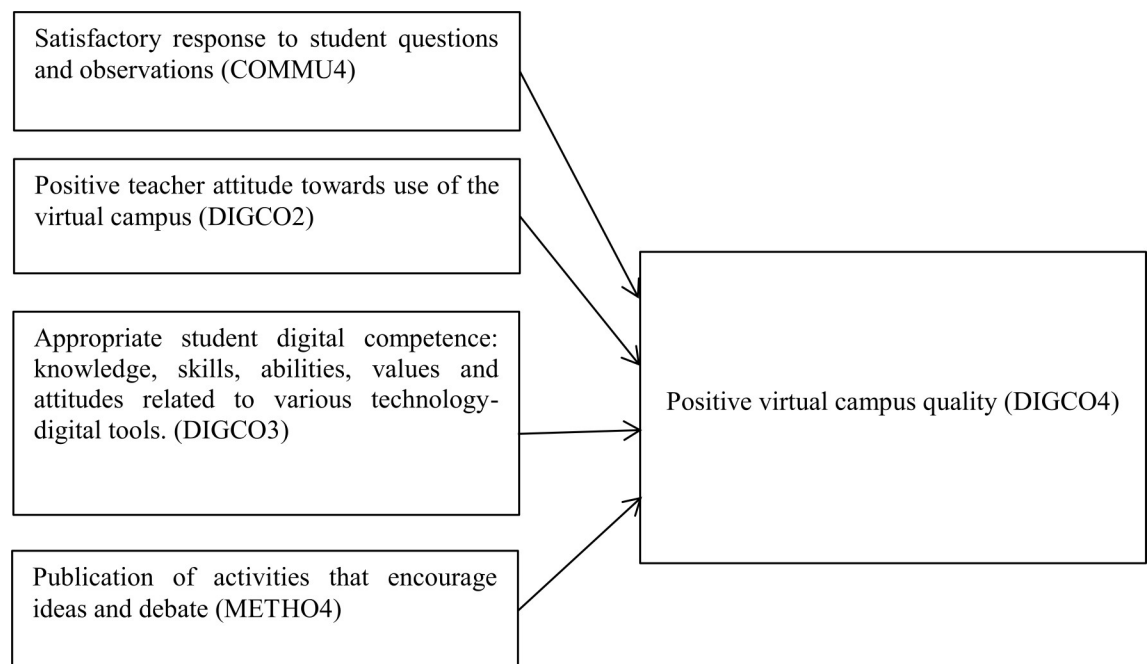 Satisfactory response to student questions
and observations (COMMU4)
Positive teacher attitude towards use of the
virtual campus (DIGCO2)
Appropriate student digital competence:
knowledge, skills, abilities, values and
attitudes related to various technology-
digital tools. (DIGCO3)
Publication of activities that encourage
ideas and debate (METHO4)
Positive virtual campus quality (DIGCO4)